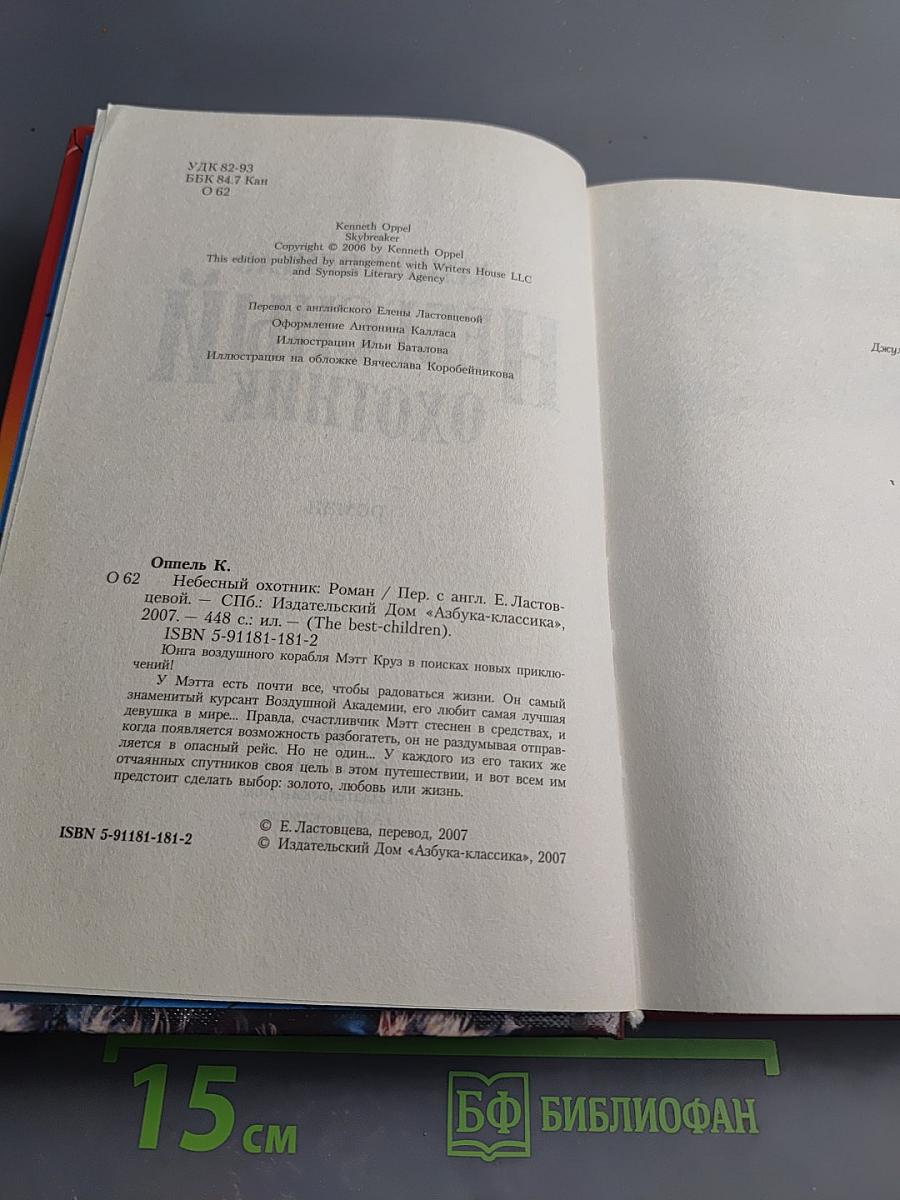 УДК 82-93
ББК 84.7 Кан
О 62
Kenneth Oppel
Skybreaker
Copyright © 2006 by Kenneth Oppel
This edition published by arrangement with Writers House LLC
and Synopsis Literary Agency
Перевод с английского Елены Ластовцевой
Оформление Антонина Калласа
Иллюстрации Ильи Баталова
Иллюстрация на обложке Вячеслава Коробейникова
НЕБЕСНЫЙ
ОХОТНИК
роман
Оппель К.
О 62 Небесный охотник: Роман / Пер. с англ. Е. Ластов-
цевой. — СПб.: Издательский Дом «Азбука-классика»,
2007. — 448 с.: ил. — (The best-children).
ISBN 5-91181-181-2
Юнга воздушного корабля Мэтт Круз в поисках новых приклю-
чений!
У Мэтта есть почти все, чтобы радоваться жизни. Он самый
знаменитый курсант Воздушной Академии, его любит самая лучшая
девушка в мире... Правда, счастливчик Мэтт стеснен в средствах, и
когда появляется возможность разбогатеть, он не раздумывая отправ-
ляется в опасный рейс. Но не один... У каждого из его таких же
отчаянных спутников своя цель в этом путешествии, и вот всем им
предстоит сделать выбор: золото, любовь или жизнь.
ISBN 5-91181-181-2
© Е. Ластовцева, перевод, 2007
© Издательский Дом «Азбука-классика», 2007
15 см
БФ БИБЛИОФАН